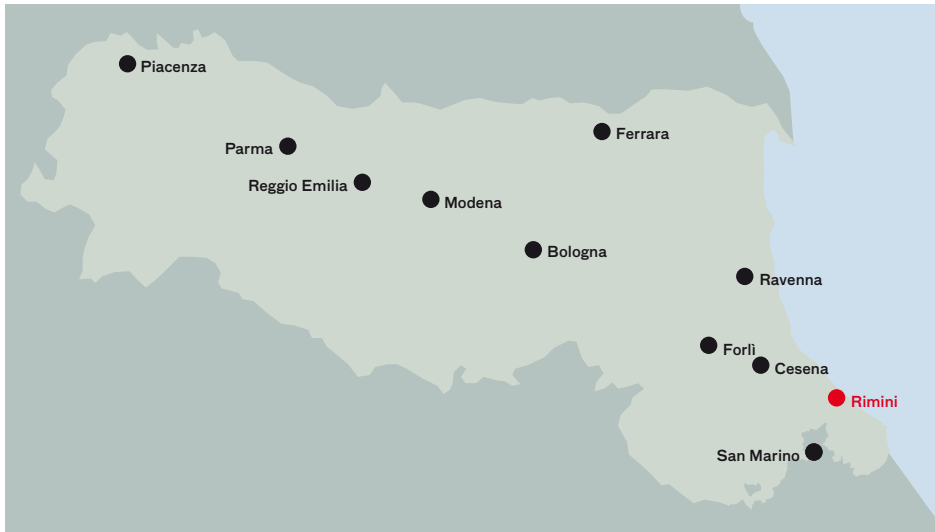 Piacenza
Ferrara
Parma
Reggio Emilia
Modena
Bologna
Ravenna
Forlì
Cesena
Rimini
San Marino